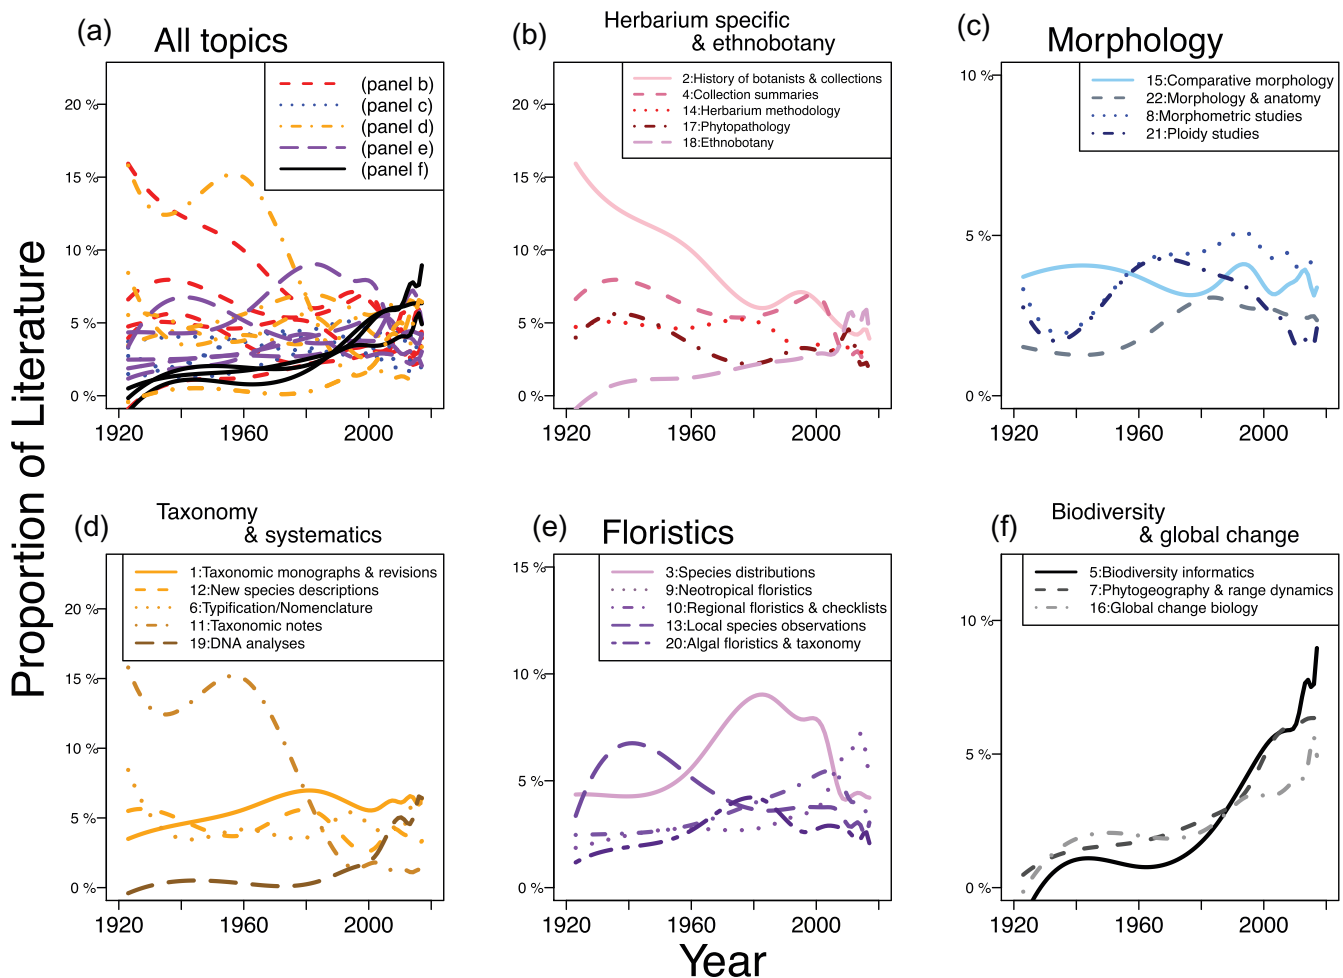 (a) All topics
20 %
15 %
10 %
5 %
0 %
(panel b)
(panel c)
(panel d)
(panel e)
(panel f)
1920 1960 2000
(b) Herbarium specific
& ethnobotany
20 %
15 %
10 %
5 %
0 %
2:History of botanists & collections
4:Collection summaries
14:Herbarium methodology
17:Phytopathology
18:Ethnobotany
1920 1960 2000
(c) Morphology
10 %
5 %
0 %
15:Comparative morphology
22:Morphology & anatomy
8:Morphometric studies
21:Ploidy studies
1920 1960 2000
Proportion of Literature
(d) Taxonomy
& systematics
20 %
15 %
10 %
5 %
0 %
1:Taxonomic monographs & revisions
12:New species descriptions
6:Typification/Nomenclature
11:Taxonomic notes
19:DNA analyses
1920 1960 2000
(e) Floristics
15 %
10 %
5 %
0 %
3:Species distributions
9:Neotropical floristics
10:Regional floristics & checklists
13:Local species observations
20:Algal floristics & taxonomy
1920 1960 2000
(f) Biodiversity
& global change
10 %
5 %
0 %
5:Biodiversity informatics
7:Phytogeography & range dynamics
16:Global change biology
1920 1960 2000
Year